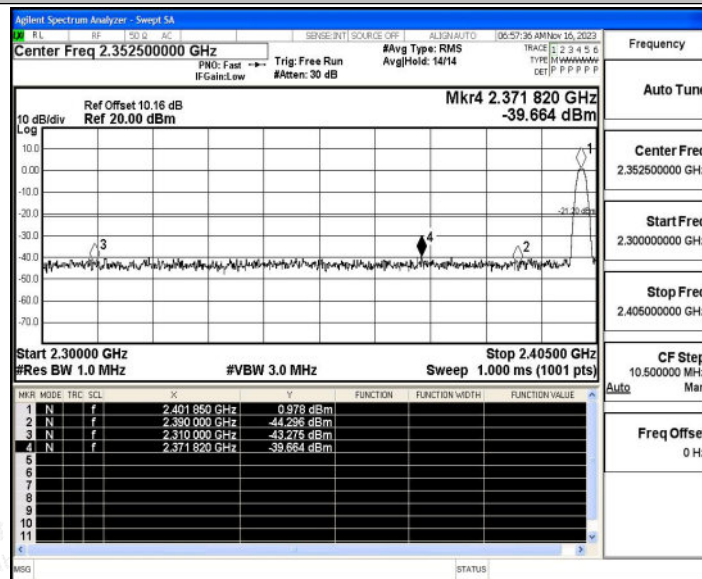 Agilent Spectrum Analyzer - Swept SA
RL RF 50 Ω AC SENSE:INT SOURCE OFF ALIGNAUTO 06:57:36 AM Nov 16, 2023
Center Freq 2.352500000 GHz
PNO: Fast
IFGain:Low
Trig: Free Run
#Atten: 30 dB
#Avg Type: RMS
Avg|Hold: 14/14
TRACE 1 2 3 4 5 6
TYPE M W W W W W
DET P P P P P P
Ref Offset 10.16 dB
Ref 20.00 dBm
10 dB/div
Log
Mkr4 2.371 820 GHz
-39.664 dBm
10.0
0.00
-10.0
-20.0
-30.0
-40.0
-50.0
-60.0
-70.0
1
-21.20 dBm
3
4
2
Start 2.30000 GHz
#Res BW 1.0 MHz
#VBW 3.0 MHz
Stop 2.40500 GHz
Sweep 1.000 ms (1001 pts)
MKR MODE TRC SCL X Y FUNCTION FUNCTION WIDTH FUNCTION VALUE
1 N f 2.401 850 GHz 0.978 dBm
2 N f 2.390 000 GHz -44.296 dBm
3 N f 2.310 000 GHz -43.275 dBm
4 N f 2.371 820 GHz -39.664 dBm
5
6
7
8
9
10
11
MSG STATUS
Frequency
Auto Tune
Center Freq
2.352500000 GHz
Start Freq
2.300000000 GHz
Stop Freq
2.405000000 GHz
CF Step
10.500000 MHz
Auto Man
Freq Offset
0 Hz